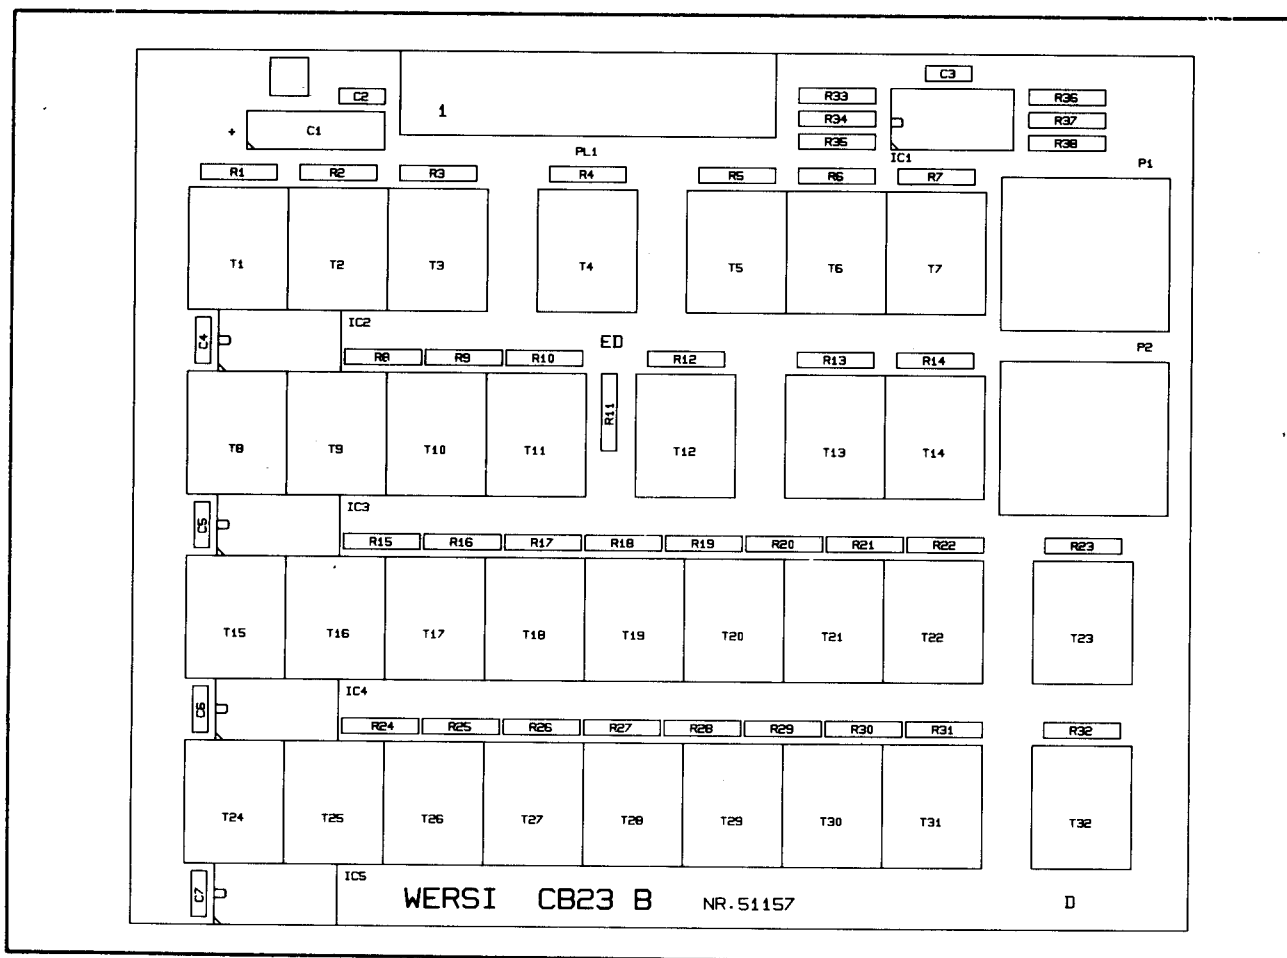 C3
C2
R33
R36
1
R34
R37
+
C1
R35
R38
PL1
IC1
P1
R1
R2
R3
R4
R5
R6
R7
T1
T2
T3
T4
T5
T6
T7
IC2
C4
ED
P2
R8
R9
R10
R12
R13
R14
R11
T8
T9
T10
T11
T12
T13
T14
IC3
C5
R15
R16
R17
R18
R19
R20
R21
R22
R23
T15
T16
T17
T18
T19
T20
T21
T22
T23
IC4
C6
R24
R25
R26
R27
R28
R29
R30
R31
R32
T24
T25
T26
T27
T28
T29
T30
T31
T32
IC5
C7
WERSI CB23 B NR.51157 D